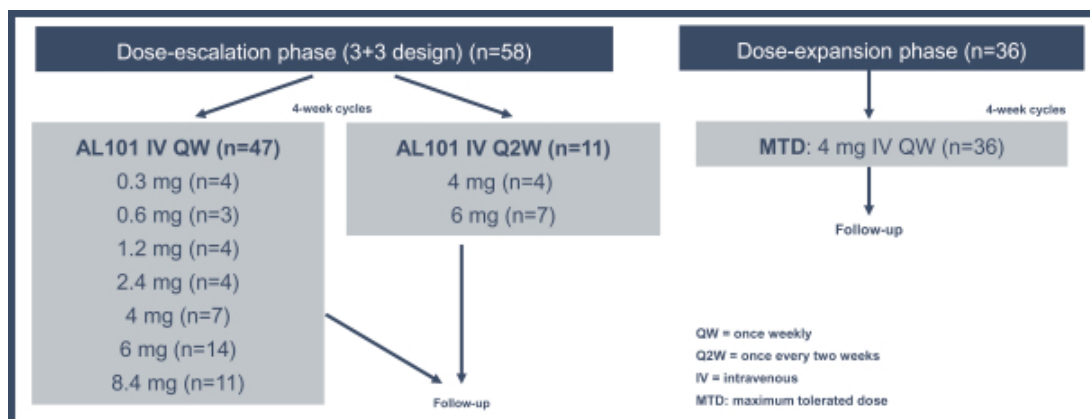 Dose-escalation phase (3+3 design) (n=58)
4-week cycles
AL101 IV QW (n=47)
0.3 mg (n=4)
0.6 mg (n=3)
1.2 mg (n=4)
2.4 mg (n=4)
4 mg (n=7)
6 mg (n=14)
8.4 mg (n=11)
AL101 IV Q2W (n=11)
4 mg (n=4)
6 mg (n=7)
Follow-up
Dose-expansion phase (n=36)
4-week cycles
MTD: 4 mg IV QW (n=36)
Follow-up
QW = once weekly
Q2W = once every two weeks
IV = intravenous
MTD: maximum tolerated dose